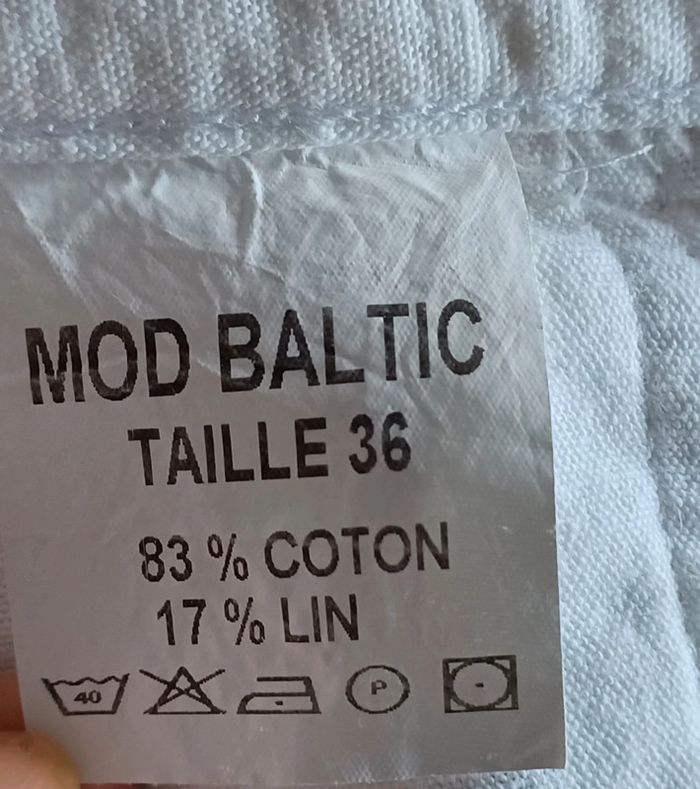 MOD BALTIC
TAILLE 36
83 % COTON
17 % LIN
40 P